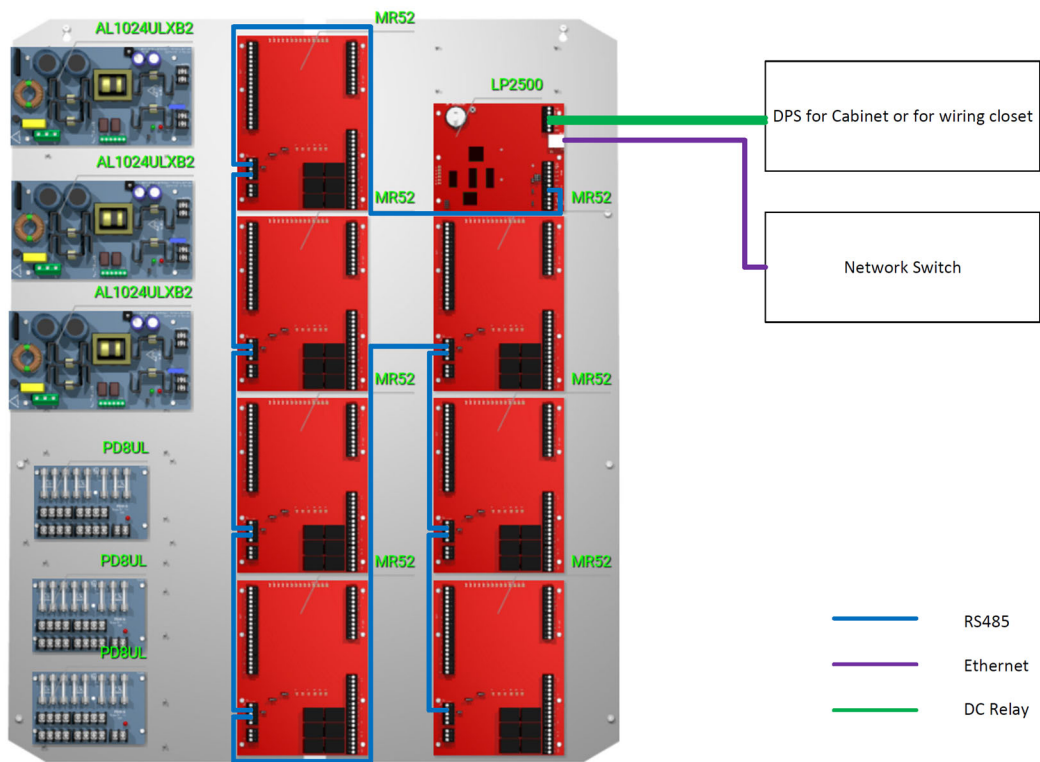 AL1024ULXB2
MR52
LP2500
DPS for Cabinet or for wiring closet
AL1024ULXB2
MR52
MR52
Network Switch
AL1024ULXB2
MR52
MR52
PD8UL
MR52
MR52
PD8UL
PD8UL
RS485
Ethernet
DC Relay